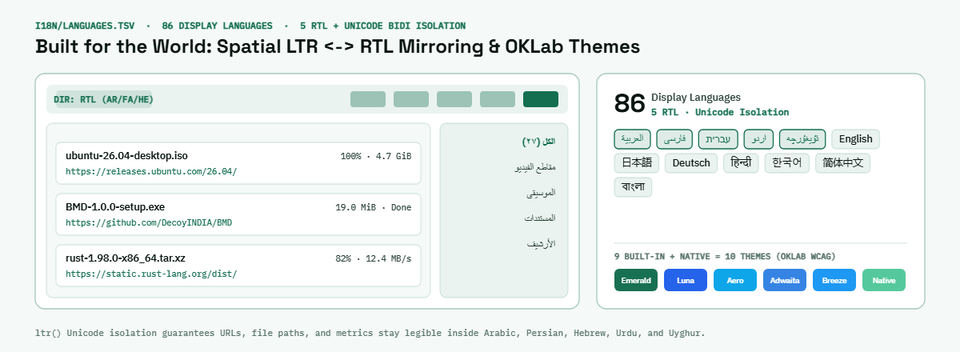 I18N/LANGUAGES.TSV · 86 DISPLAY LANGUAGES · 5 RTL + UNICODE BIDI ISOLATION
Built for the World: Spatial LTR <-> RTL Mirroring & OKLab Themes
DIR: RTL (AR/FA/HE)
ubuntu-26.04-desktop.iso 100% · 4.7 GiB
https://releases.ubuntu.com/26.04/
BMD-1.0.0-setup.exe 19.0 MiB · Done
https://github.com/DecoyINDIA/BMD
rust-1.98.0-x86_64.tar.xz 82% · 12.4 MB/s
https://static.rust-lang.org/dist/
الكل (٢٧)
مقاطع الفيديو
الموسيقى
المستندات
الأرشيف
86 Display Languages
5 RTL · Unicode Isolation
العربية فارسی עברית اردو ئۇيغۇرچە English
日本語 Deutsch हिन्दी 한국어 简体中文
বাংলা
9 BUILT-IN + NATIVE = 10 THEMES (OKLAB WCAG)
Emerald Luna Aero Adwaita Breeze Native
ltr() Unicode isolation guarantees URLs, file paths, and metrics stay legible inside Arabic, Persian, Hebrew, Urdu, and Uyghur.